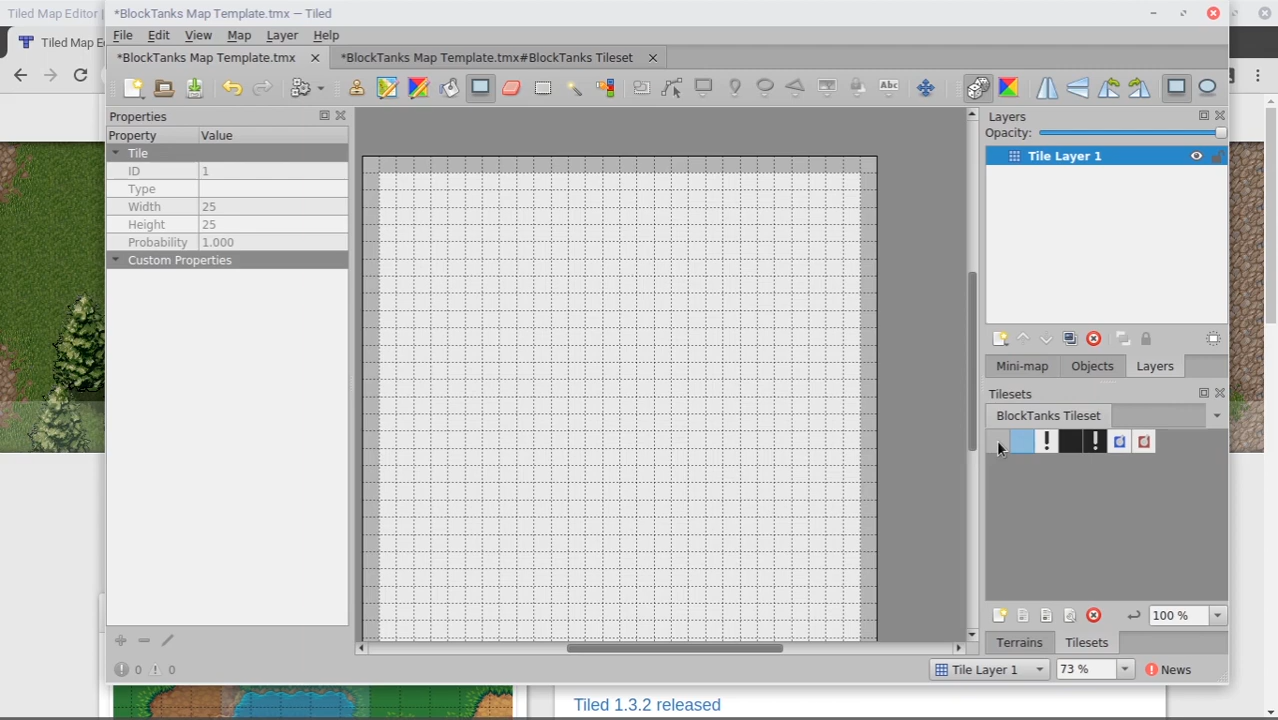 Tiled Map Editor |
*BlockTanks Map Template.tmx — Tiled
Tiled Map Ed
File Edit View Map Layer Help
*BlockTanks Map Template.tmx
*BlockTanks Map Template.tmx#BlockTanks Tileset
Abc
Properties
Property Value
Tile
ID 1
Type
Width 25
Height 25
Probability 1.000
Custom Properties
Layers
Opacity:
Tile Layer 1
Mini-map Objects Layers
Tilesets
BlockTanks Tileset
! !
100 %
Terrains Tilesets
0 0
Tile Layer 1 73 % News
Tiled 1.3.2 released